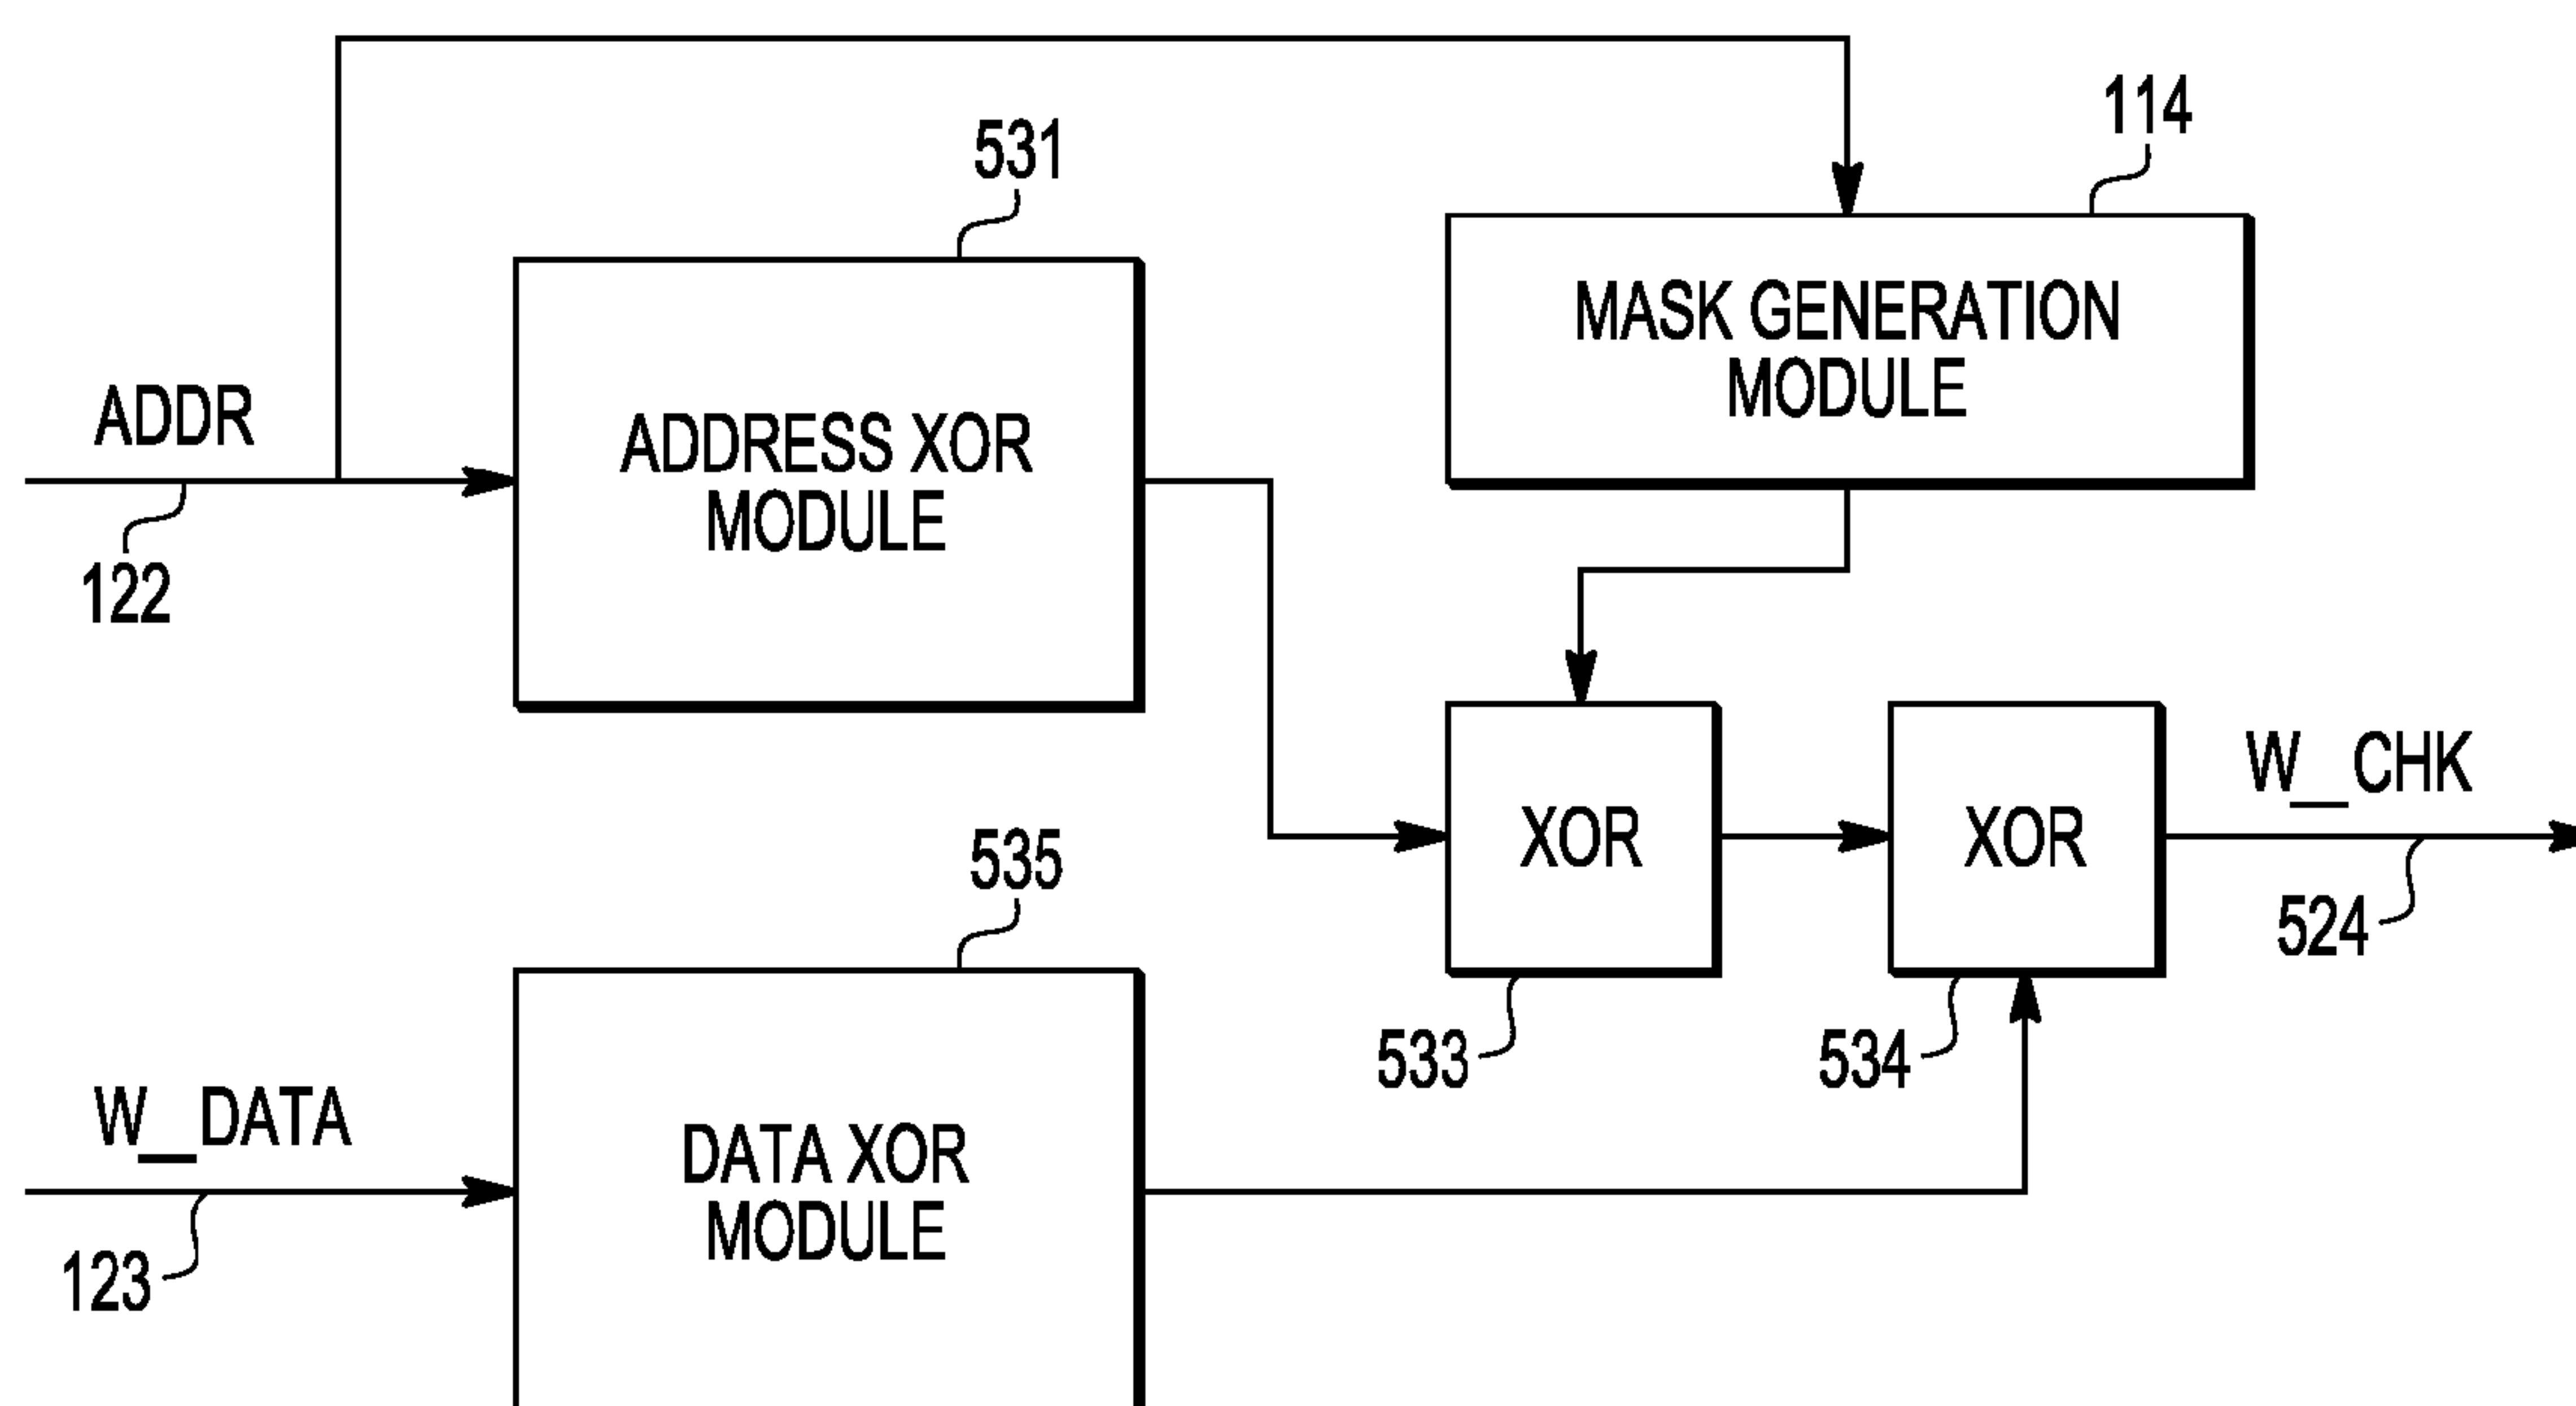 114
531
MASK GENERATION
MODULE
ADDR
ADDRESS XOR
MODULE
122
W_CHK
XOR
XOR
535
524
533
534
W_DATA
DATA XOR
MODULE
123